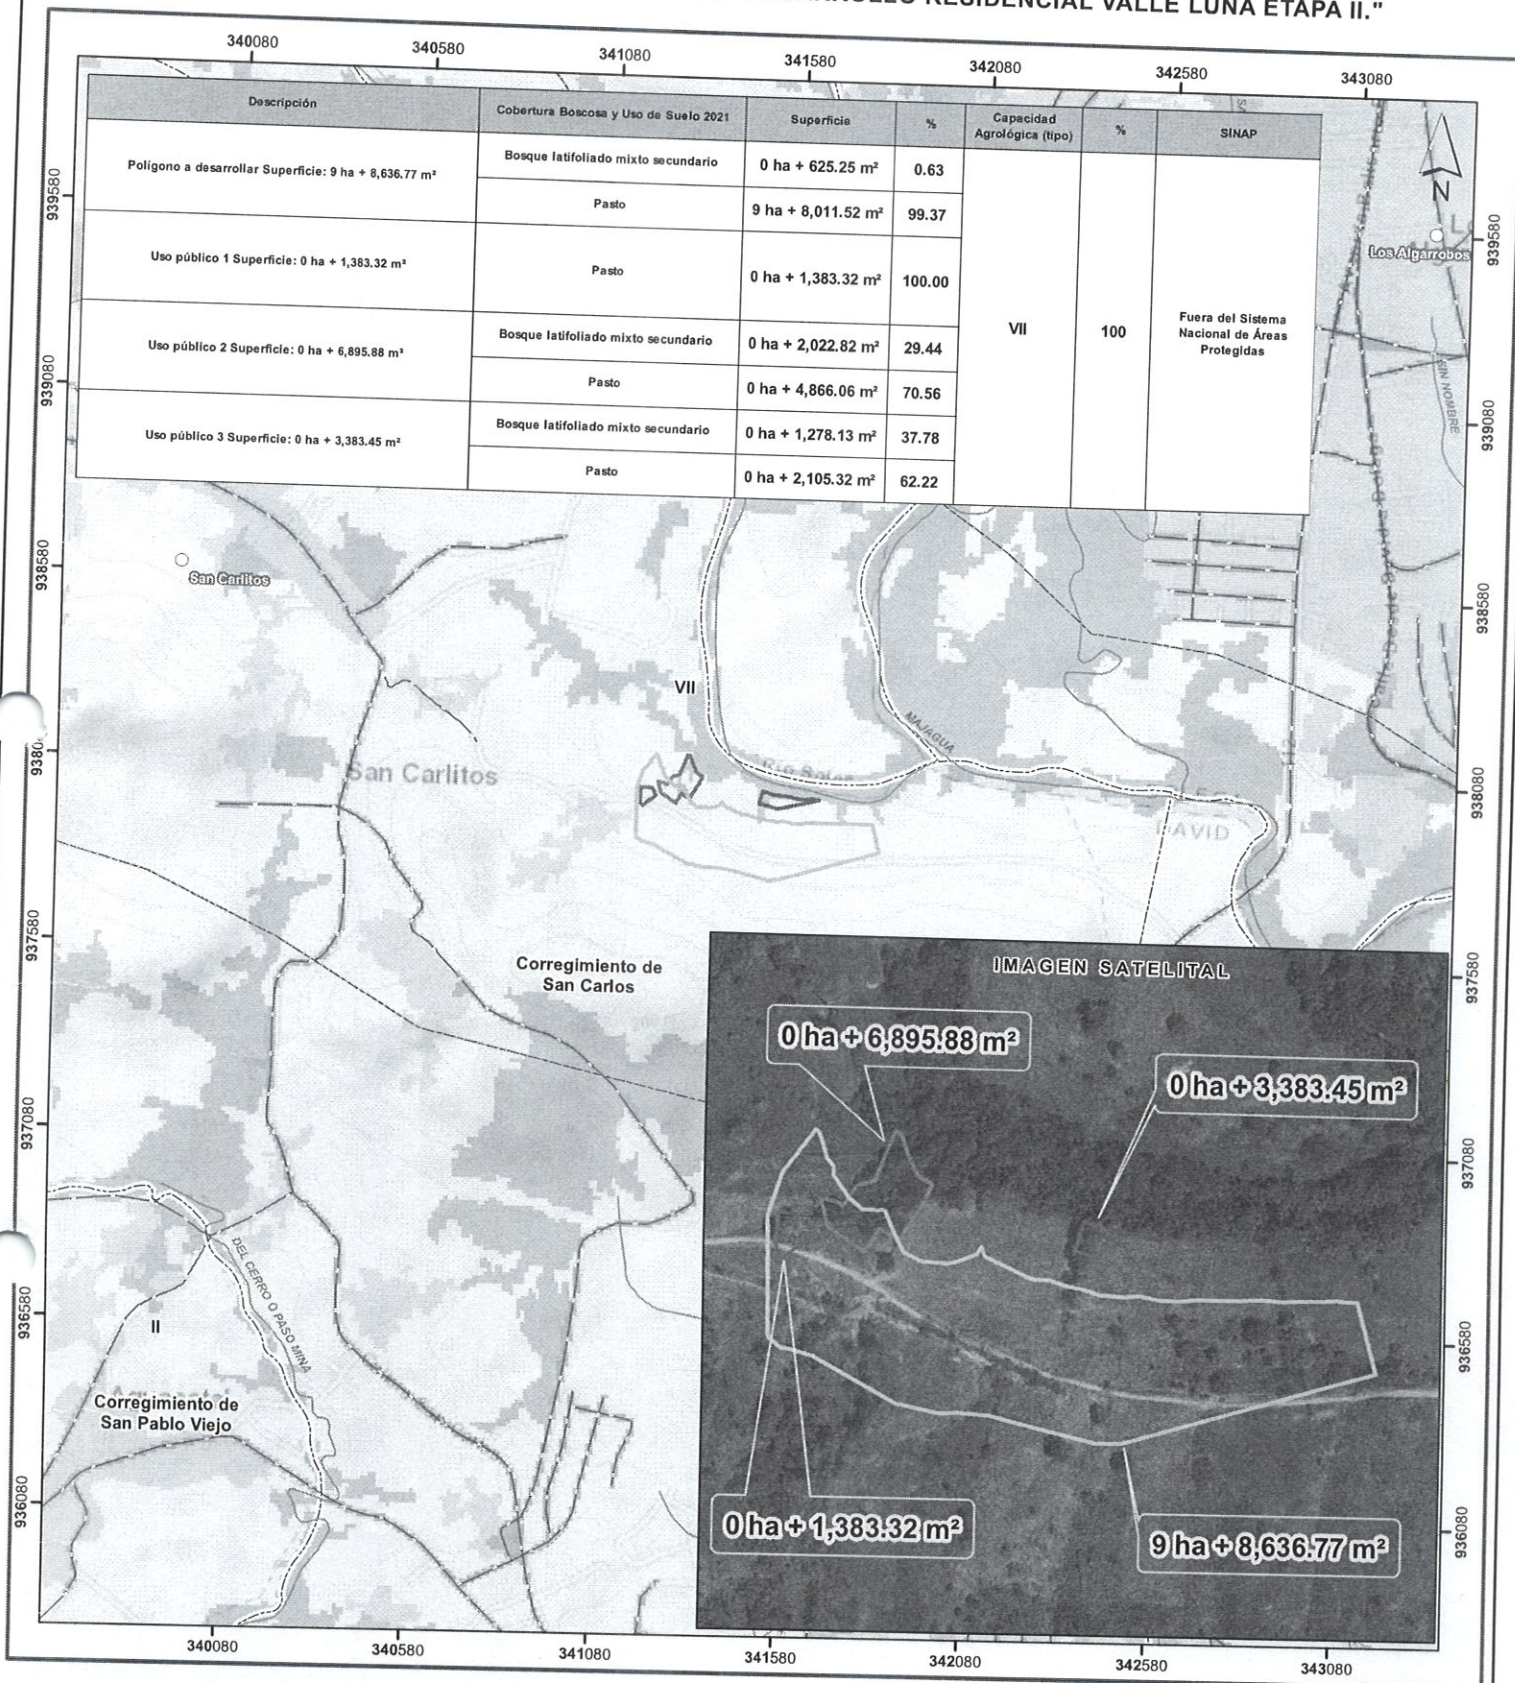 RESIDENCIAL VALLE LUNA ETAPA II."
340080 340580 341080 341580 342080 342580 343080
Descripción Cobertura Boscosa y Uso de Suelo 2021 Superficie % Capacidad Agrológica (tipo) % SINAP
Polígono a desarrollar Superficie: 9 ha + 8,636.77 m²
Bosque latifoliado mixto secundario 0 ha + 625.25 m² 0.63
Pasto 9 ha + 8,011.52 m² 99.37
Uso público 1 Superficie: 0 ha + 1,383.32 m²
Pasto 0 ha + 1,383.32 m² 100.00
Uso público 2 Superficie: 0 ha + 6,895.88 m²
Bosque latifoliado mixto secundario 0 ha + 2,022.82 m² 29.44
Pasto 0 ha + 4,866.06 m² 70.56
Uso público 3 Superficie: 0 ha + 3,383.45 m²
Bosque latifoliado mixto secundario 0 ha + 1,278.13 m² 37.78
Pasto 0 ha + 2,105.32 m² 62.22
VII
100
Fuera del Sistema
Nacional de Áreas
Protegidas
N
Los Algarrobos
SIN NOMBRE
939580
939080
938580
9380
937580
937080
936580
936080
939580
939080
938580
938080
937580
937080
936580
936080
San Carlitos
VII
MAJAGUA
San Carlitos
DAVID
Corregimiento de
San Carlos
DEL CERRO O PASO MINA
II
Corregimiento de
San Pablo Viejo
IMAGEN SATELITAL
0 ha + 6,895.88 m²
0 ha + 3,383.45 m²
0 ha + 1,383.32 m²
9 ha + 8,636.77 m²
340080 340580 341080 341580 342080 342580 343080